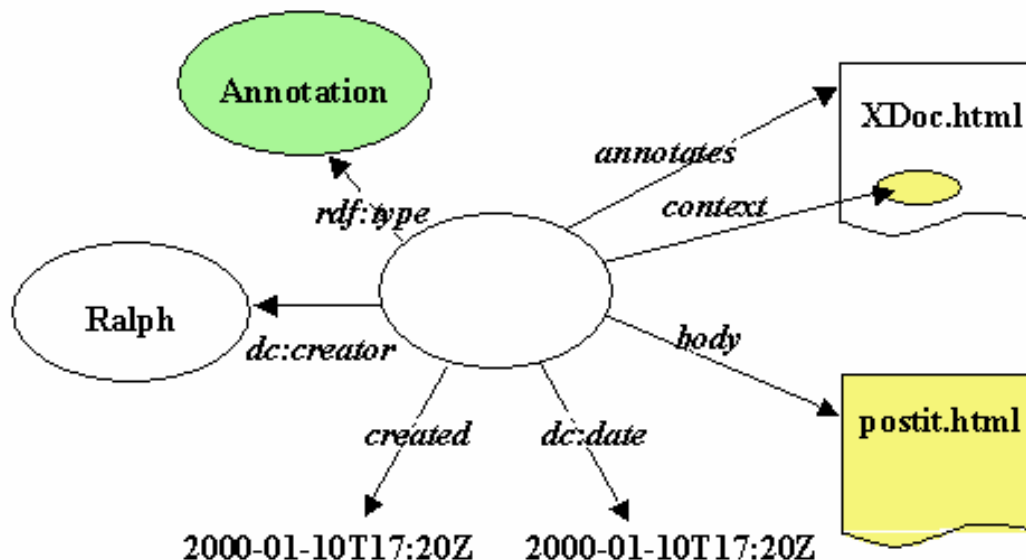 Annotation
XDoc.html
annotates
context
rdf:type
Ralph
dc:creator
body
postit.html
created
dc:date
2000-01-10T17:20Z
2000-01-10T17:20Z